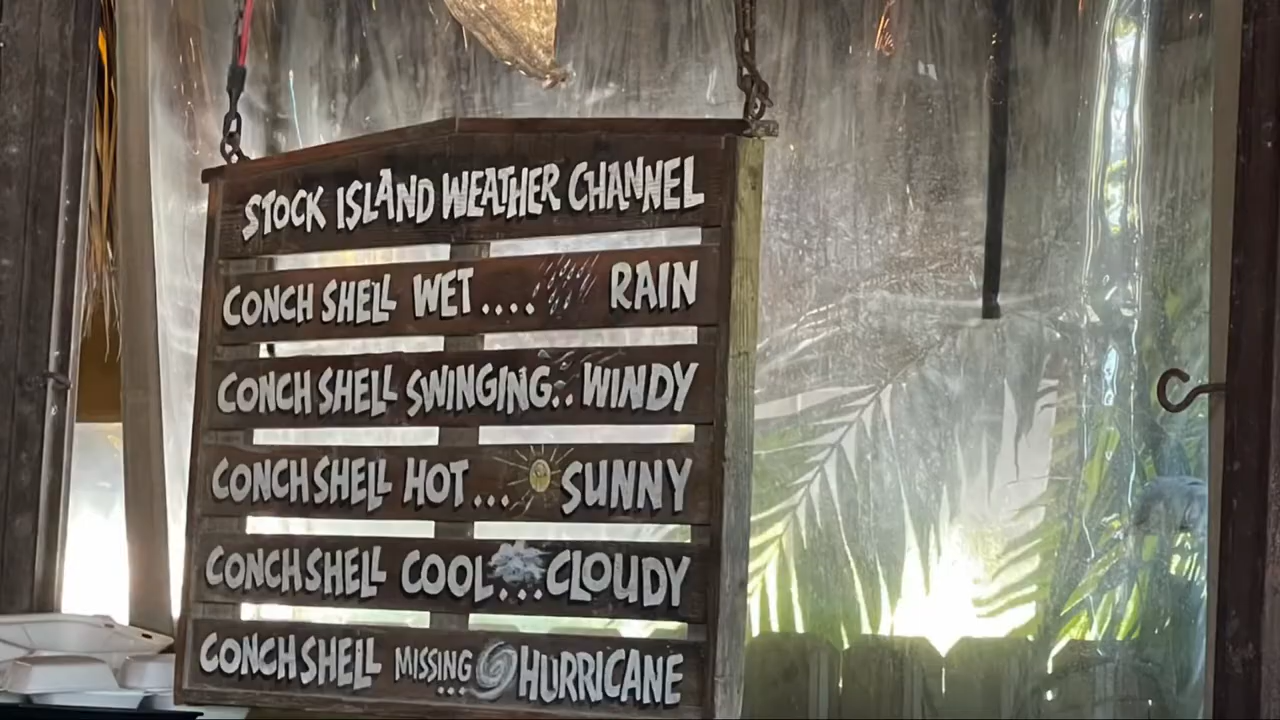 STOCK ISLAND WEATHER CHANNEL
CONCH SHELL WET.... RAIN
CONCH SHELL SWINGING.. WINDY
CONCH SHELL HOT... SUNNY
CONCH SHELL COOL... CLOUDY
CONCH SHELL MISSING... HURRICANE